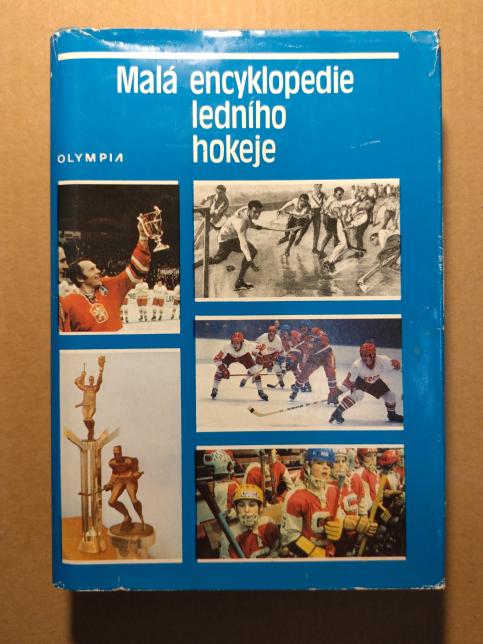 Malá encyklopedie
ledního
hokeje
OLYMPIA